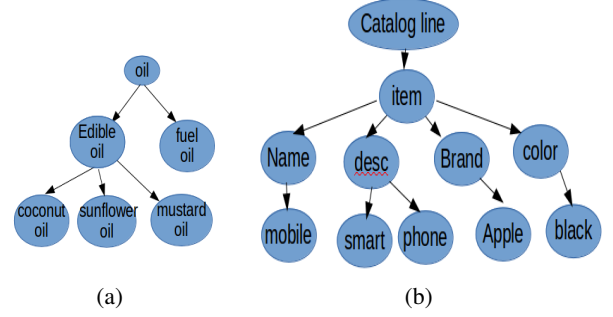 oil
Edible
oil
fuel
oil
coconut
oil
sunflower
oil
mustard
oil
(a)
Catalog line
item
Name
desc
Brand
color
mobile
smart
phone
Apple
black
(b)